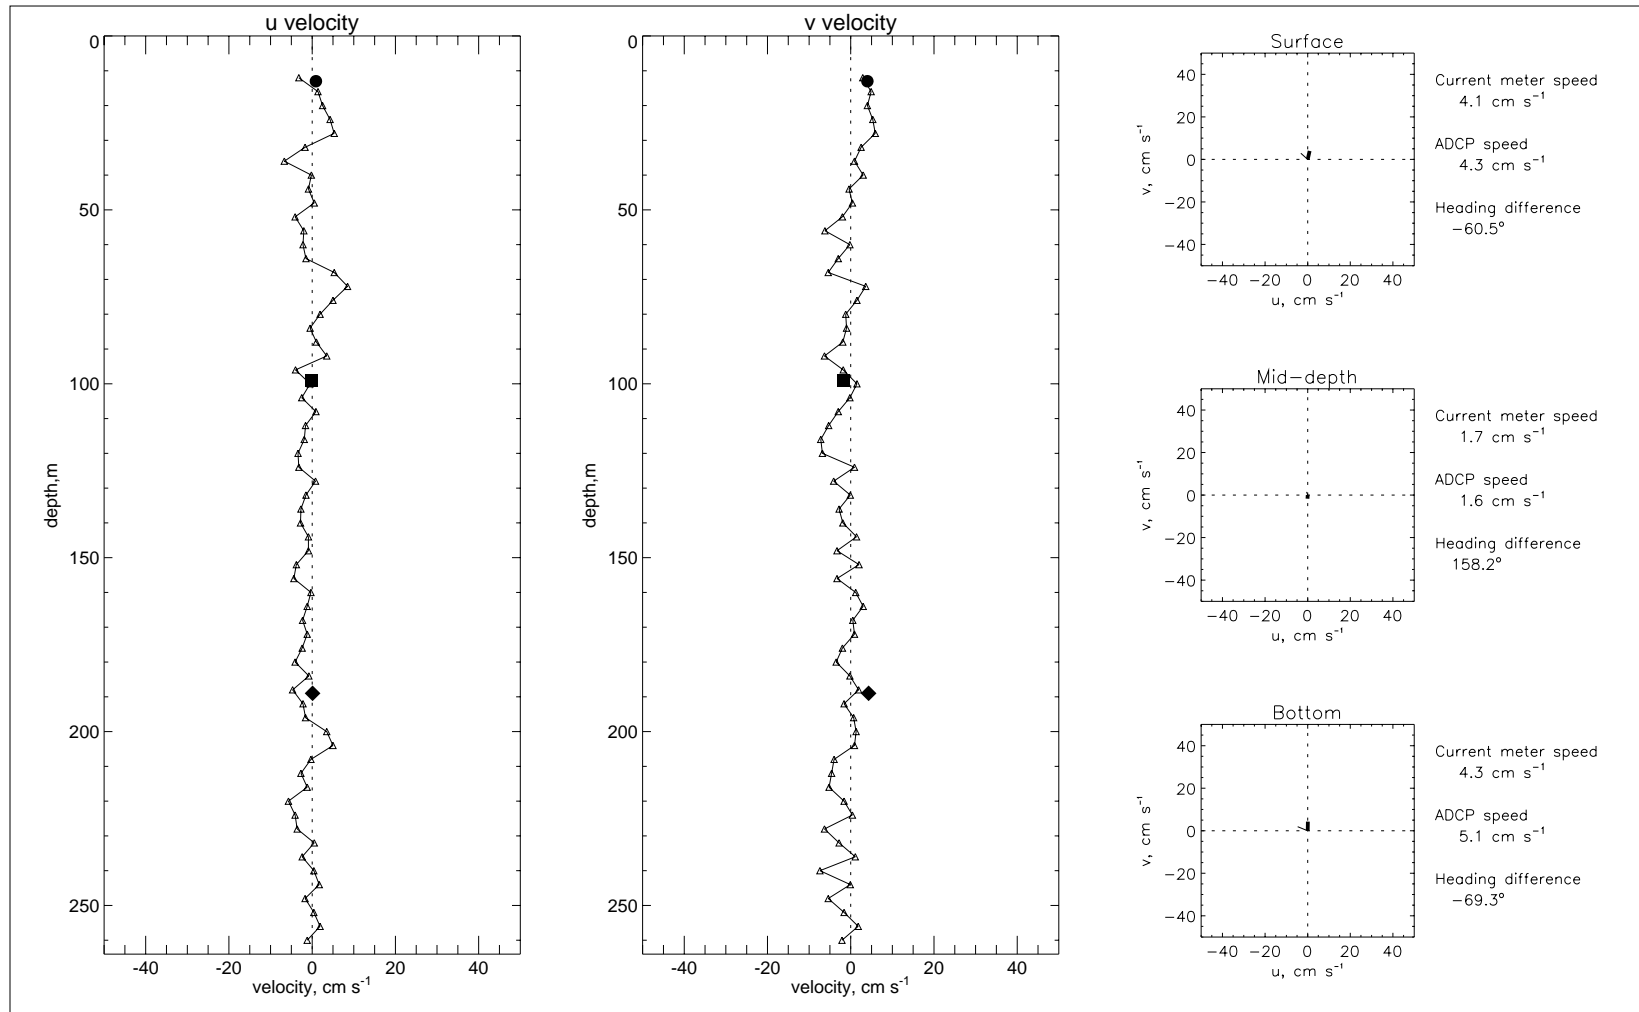 u velocity
0
50
100
150
200
250
depth,m
-40 -20 0 20 40
velocity, cm s⁻¹
v velocity
0
50
100
150
200
250
depth,m
-40 -20 0 20 40
velocity, cm s⁻¹
Surface
40
20
0
−20
−40
v, cm s⁻¹
−40 −20 0 20 40
u, cm s⁻¹
Current meter speed
4.1 cm s⁻¹
ADCP speed
4.3 cm s⁻¹
Heading difference
−60.5°
Mid−depth
40
20
0
−20
−40
v, cm s⁻¹
−40 −20 0 20 40
u, cm s⁻¹
Current meter speed
1.7 cm s⁻¹
ADCP speed
1.6 cm s⁻¹
Heading difference
158.2°
Bottom
40
20
0
−20
−40
v, cm s⁻¹
−40 −20 0 20 40
u, cm s⁻¹
Current meter speed
4.3 cm s⁻¹
ADCP speed
5.1 cm s⁻¹
Heading difference
−69.3°